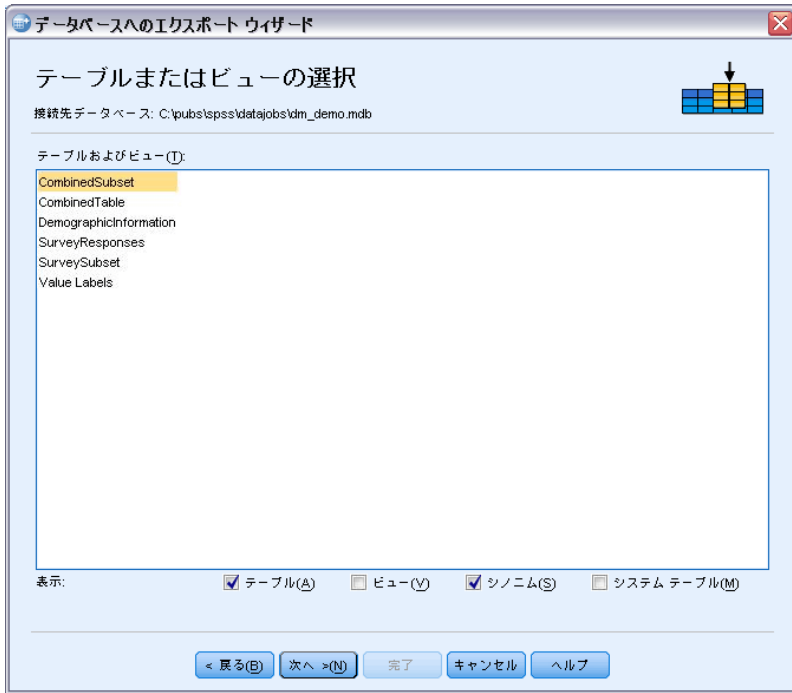 データベースへのエクスポート ウィザード
テーブルまたはビューの選択
接続先データベース: C:\pubs\spss\datajobs\dm_demo.mdb
テーブルおよびビュー(T):
CombinedSubset
CombinedTable
DemographicInformation
SurveyResponses
SurveySubset
Value Labels
表示: テーブル(A) ビュー(V) シノニム(S) システム テーブル(M)
< 戻る(B) 次へ >(N) 完了 キャンセル ヘルプ